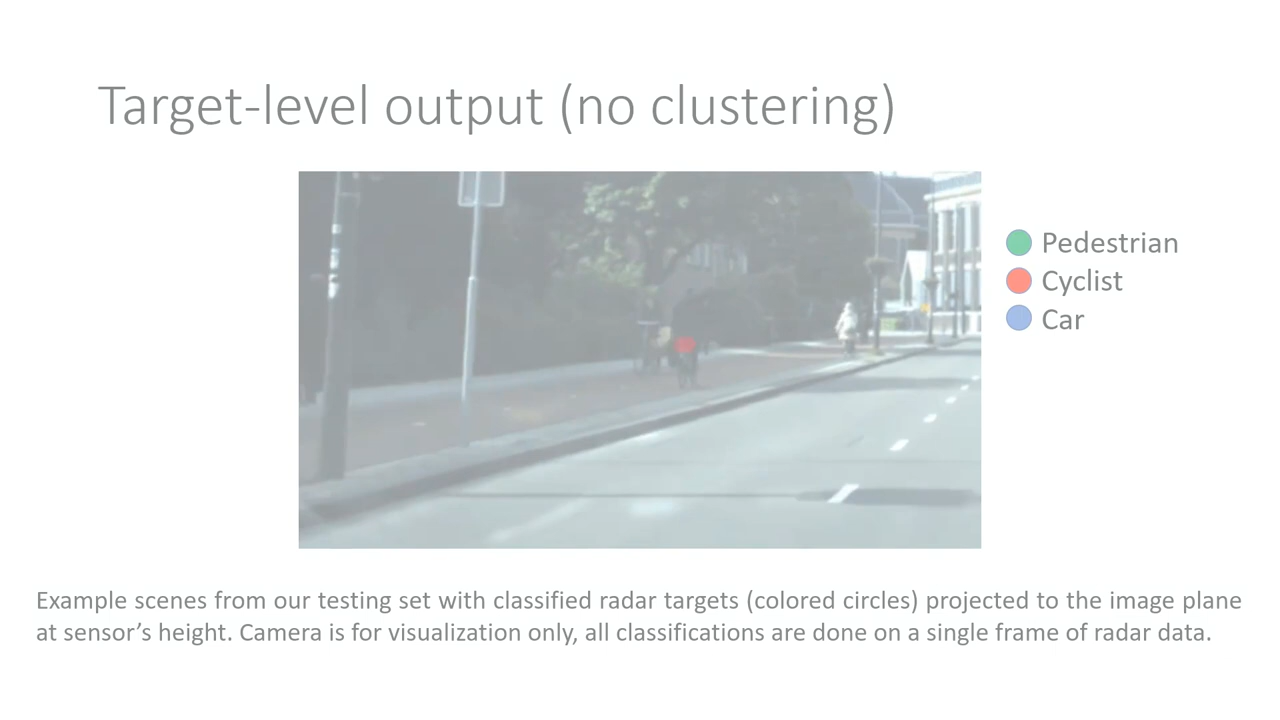 Target-level output (no clustering)
Pedestrian
Cyclist
Car
Example scenes from our testing set with classified radar targets (colored circles) projected to the image plane
at sensor’s height. Camera is for visualization only, all classifications are done on a single frame of radar data.